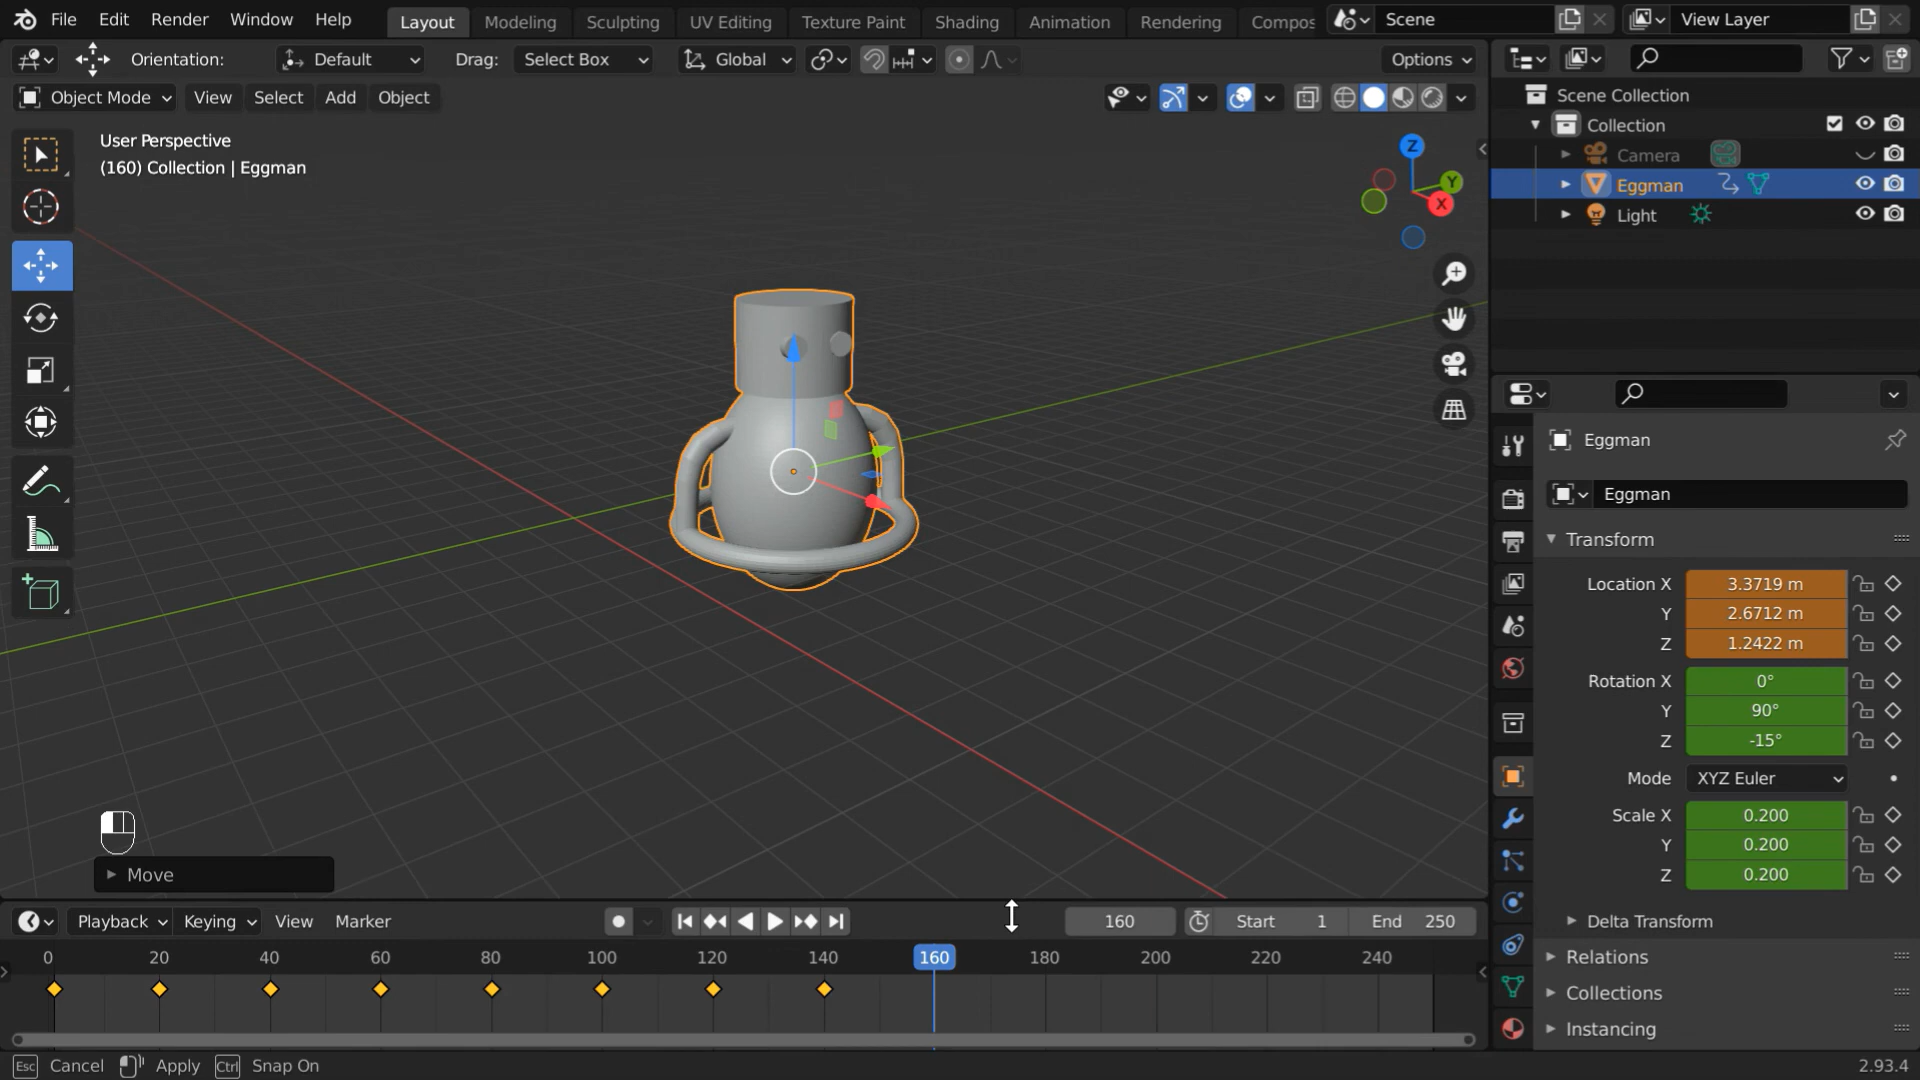 File Edit Render Window Help Layout Modeling Sculpting UV Editing Texture Paint Shading Animation Rendering Compos Scene View Layer
Orientation: Default Drag: Select Box Global Options
Object Mode View Select Add Object
User Perspective
(160) Collection | Eggman
Z
Y
X
Scene Collection
Collection
Camera
Eggman
Light
Eggman
Eggman
Transform
Location X 3.3719 m
Y 2.6712 m
Z 1.2422 m
Rotation X 0°
Y 90°
Z -15°
Mode XYZ Euler
Scale X 0.200
Y 0.200
Z 0.200
Delta Transform
Relations
Collections
Instancing
Move
Playback Keying View Marker 160 Start 1 End 250
0 20 40 60 80 100 120 140 160 180 200 220 240
Esc Cancel Apply Ctrl Snap On 2.93.4